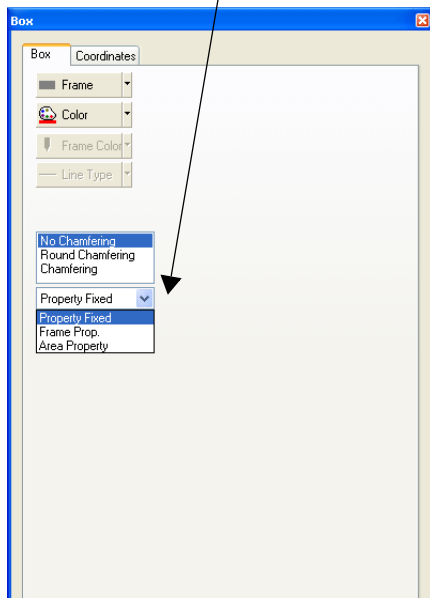 Box
Box Coordinates
Frame
Color
Frame Color
Line Type
No Chamfering
Round Chamfering
Chamfering
Property Fixed
Property Fixed
Frame Prop.
Area Property